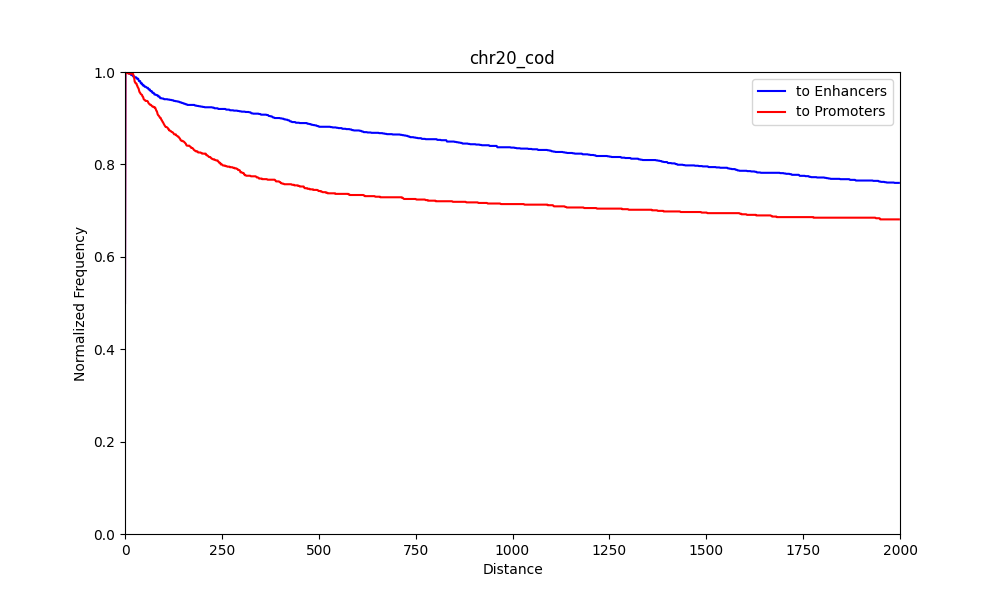 chr20_cod
to Enhancers
to Promoters
Normalized Frequency
1.0
0.8
0.6
0.4
0.2
0.0
0 250 500 750 1000 1250 1500 1750 2000
Distance